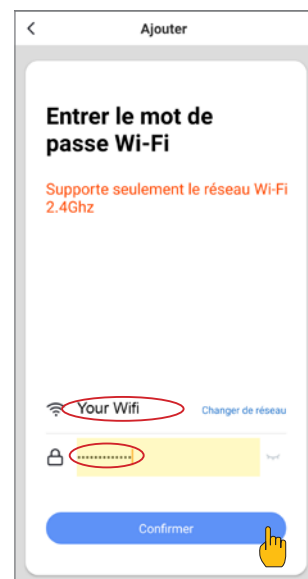 Ajouter
Entrer le mot de
passe Wi-Fi
Supporte seulement le réseau Wi-Fi
2.4Ghz
Your Wifi
Changer de réseau
.............
Confirmer